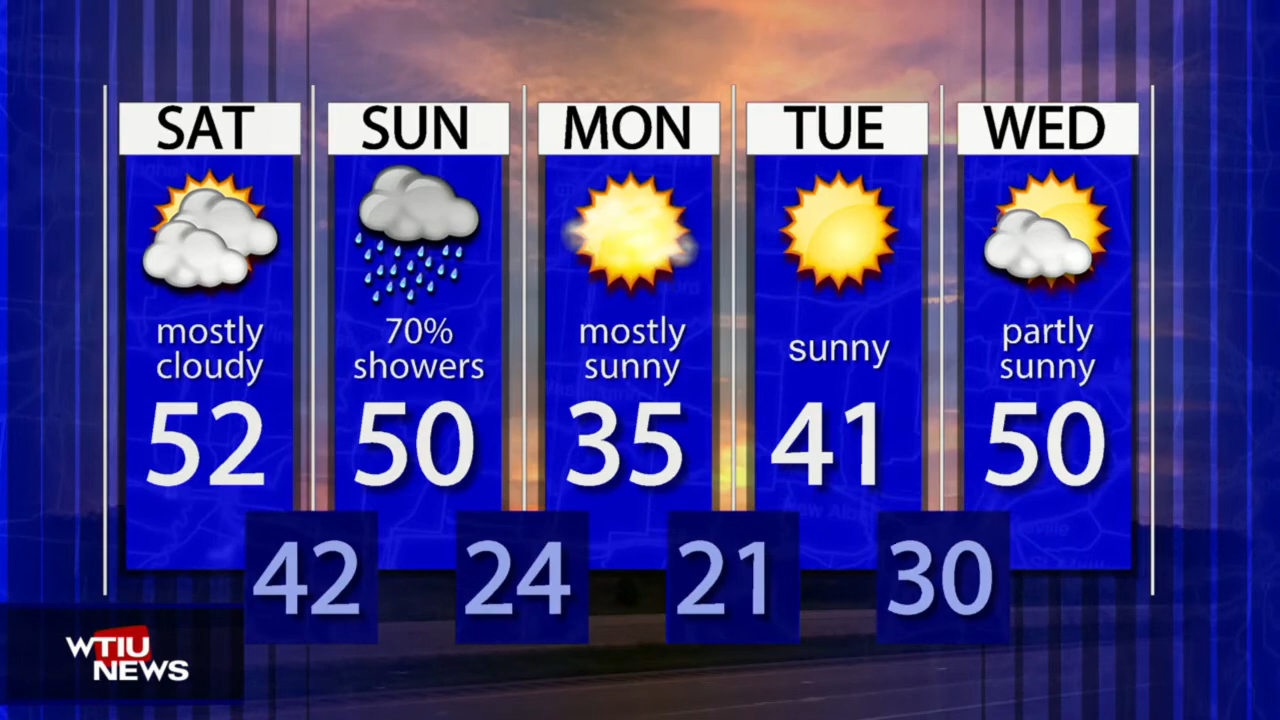 SAT
SUN
MON
TUE
WED
mostly
cloudy
70%
showers
mostly
sunny
sunny
partly
sunny
52
50
35
41
50
42
24
21
30
WTIU
NEWS